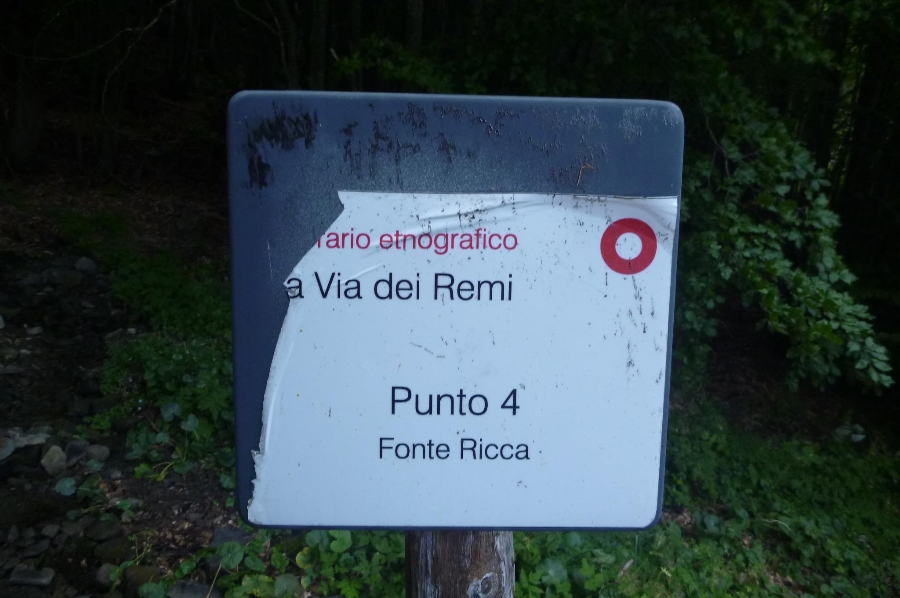 rario etnografico
a Via dei Remi
Punto 4
Fonte Ricca